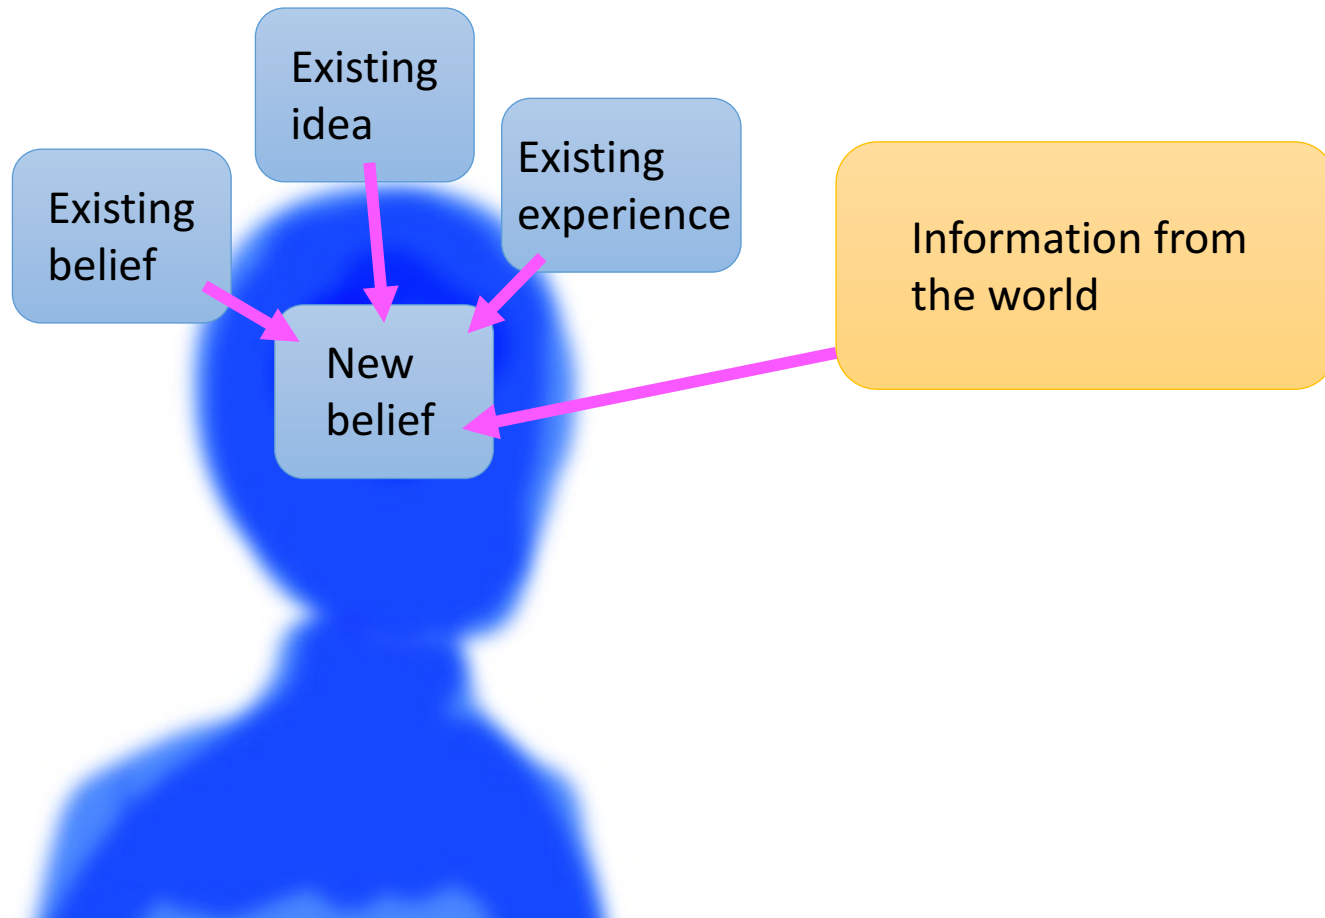 Existing
idea
Existing
experience
Existing
belief
Information from
the world
New
belief